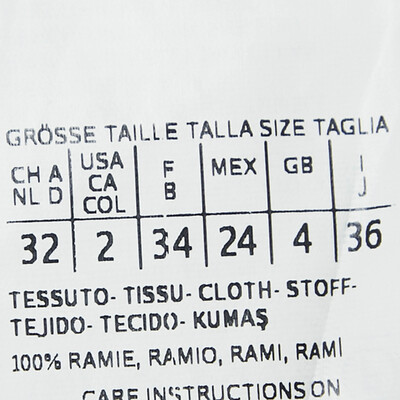 GRÖSSE TAILLE TALLA SIZE TAGLIA
CH A NL D USA CA COL F B MEX GB I J
32 2 34 24 4 36
TESSUTO- TISSU- CLOTH- STOFF-
TEJIDO- TECIDO- KUMAŞ
100% RAMIE, RAMIO, RAMI, RAMI
CARE INSTRUCTIONS ON